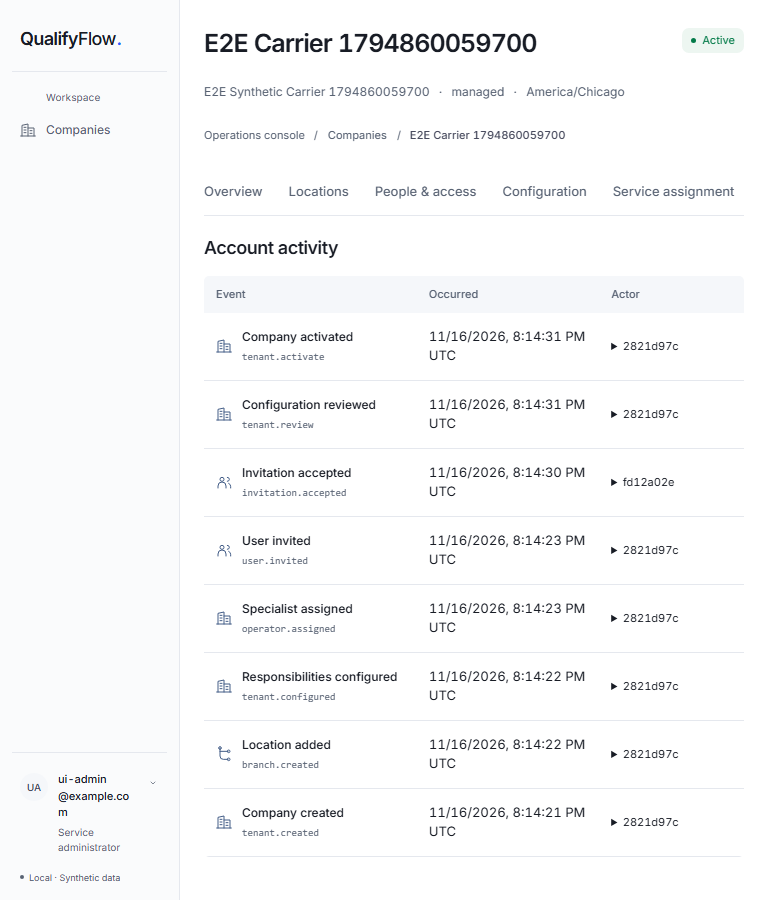 QualifyFlow.
Workspace
Companies
E2E Carrier 1794860059700
Active
E2E Synthetic Carrier 1794860059700 · managed · America/Chicago
Operations console / Companies / E2E Carrier 1794860059700
Overview Locations People & access Configuration Service assignment
Account activity
Event Occurred Actor
Company activated
tenant.activate
11/16/2026, 8:14:31 PM
UTC
2821d97c
Configuration reviewed
tenant.review
11/16/2026, 8:14:31 PM
UTC
2821d97c
Invitation accepted
invitation.accepted
11/16/2026, 8:14:30 PM
UTC
fd12a02e
User invited
user.invited
11/16/2026, 8:14:23 PM
UTC
2821d97c
Specialist assigned
operator.assigned
11/16/2026, 8:14:23 PM
UTC
2821d97c
Responsibilities configured
tenant.configured
11/16/2026, 8:14:22 PM
UTC
2821d97c
Location added
branch.created
11/16/2026, 8:14:22 PM
UTC
2821d97c
Company created
tenant.created
11/16/2026, 8:14:21 PM
UTC
2821d97c
UA
ui-admin
@example.co
m
Service
administrator
Local · Synthetic data